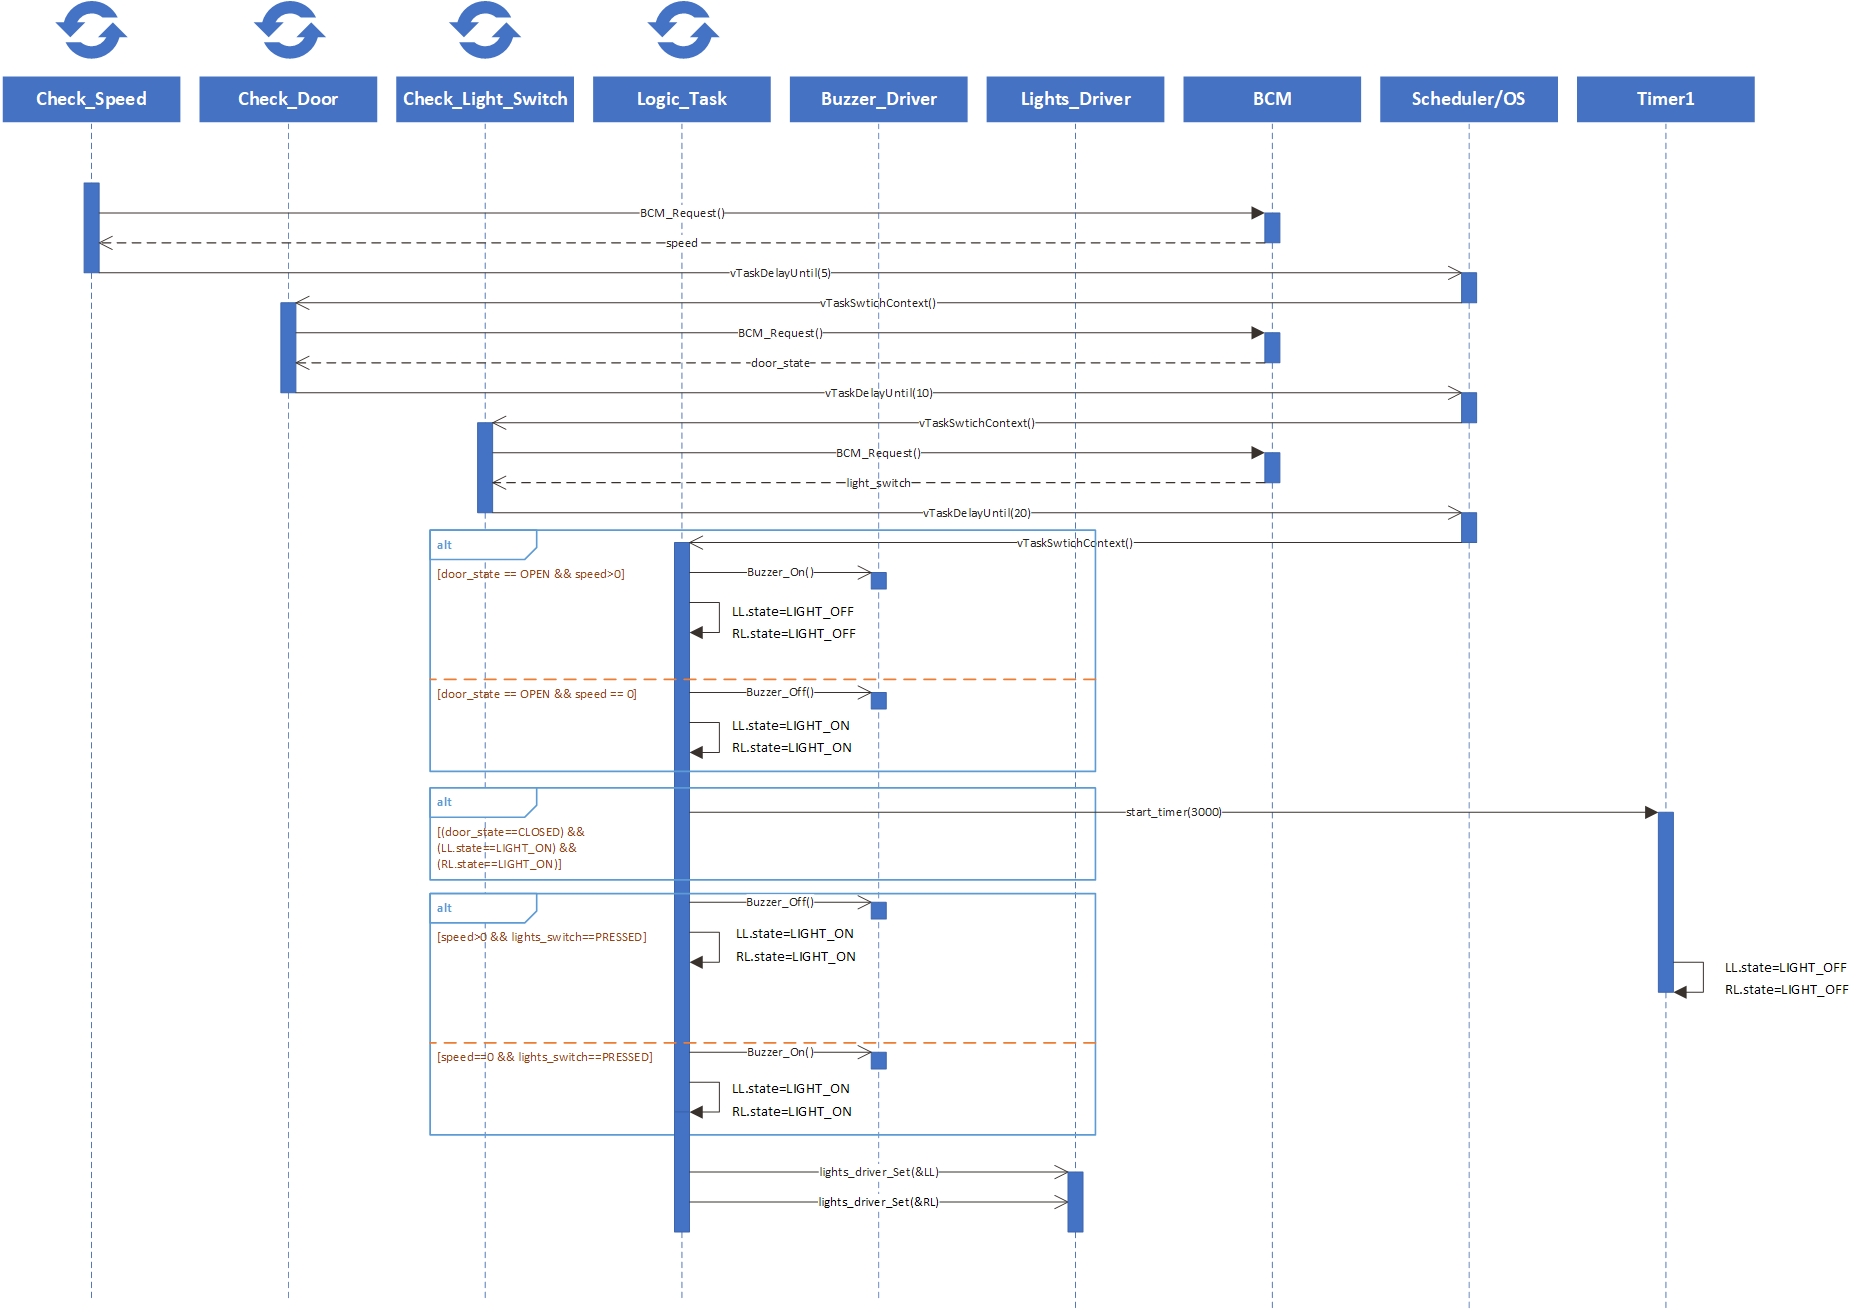 Check_Speed
Check_Door
Check_Light_Switch
Logic_Task
Buzzer_Driver
Lights_Driver
BCM
Scheduler/OS
Timer1
BCM_Request()
speed
vTaskDelayUntil(5)
vTaskSwtichContext()
BCM_Request()
door_state
vTaskDelayUntil(10)
vTaskSwtichContext()
BCM_Request()
light_switch
vTaskDelayUntil(20)
alt
vTaskSwtichContext()
[door_state == OPEN && speed>0]
Buzzer_On()
LL.state=LIGHT_OFF
RL.state=LIGHT_OFF
[door_state == OPEN && speed == 0]
Buzzer_Off()
LL.state=LIGHT_ON
RL.state=LIGHT_ON
alt
start_timer(3000)
[(door_state==CLOSED) &&
(LL.state==LIGHT_ON) &&
(RL.state==LIGHT_ON)]
alt
Buzzer_Off()
[speed>0 && lights_switch==PRESSED]
LL.state=LIGHT_ON
RL.state=LIGHT_ON
LL.state=LIGHT_OFF
RL.state=LIGHT_OFF
[speed==0 && lights_switch==PRESSED]
Buzzer_On()
LL.state=LIGHT_ON
RL.state=LIGHT_ON
lights_driver_Set(&LL)
lights_driver_Set(&RL)